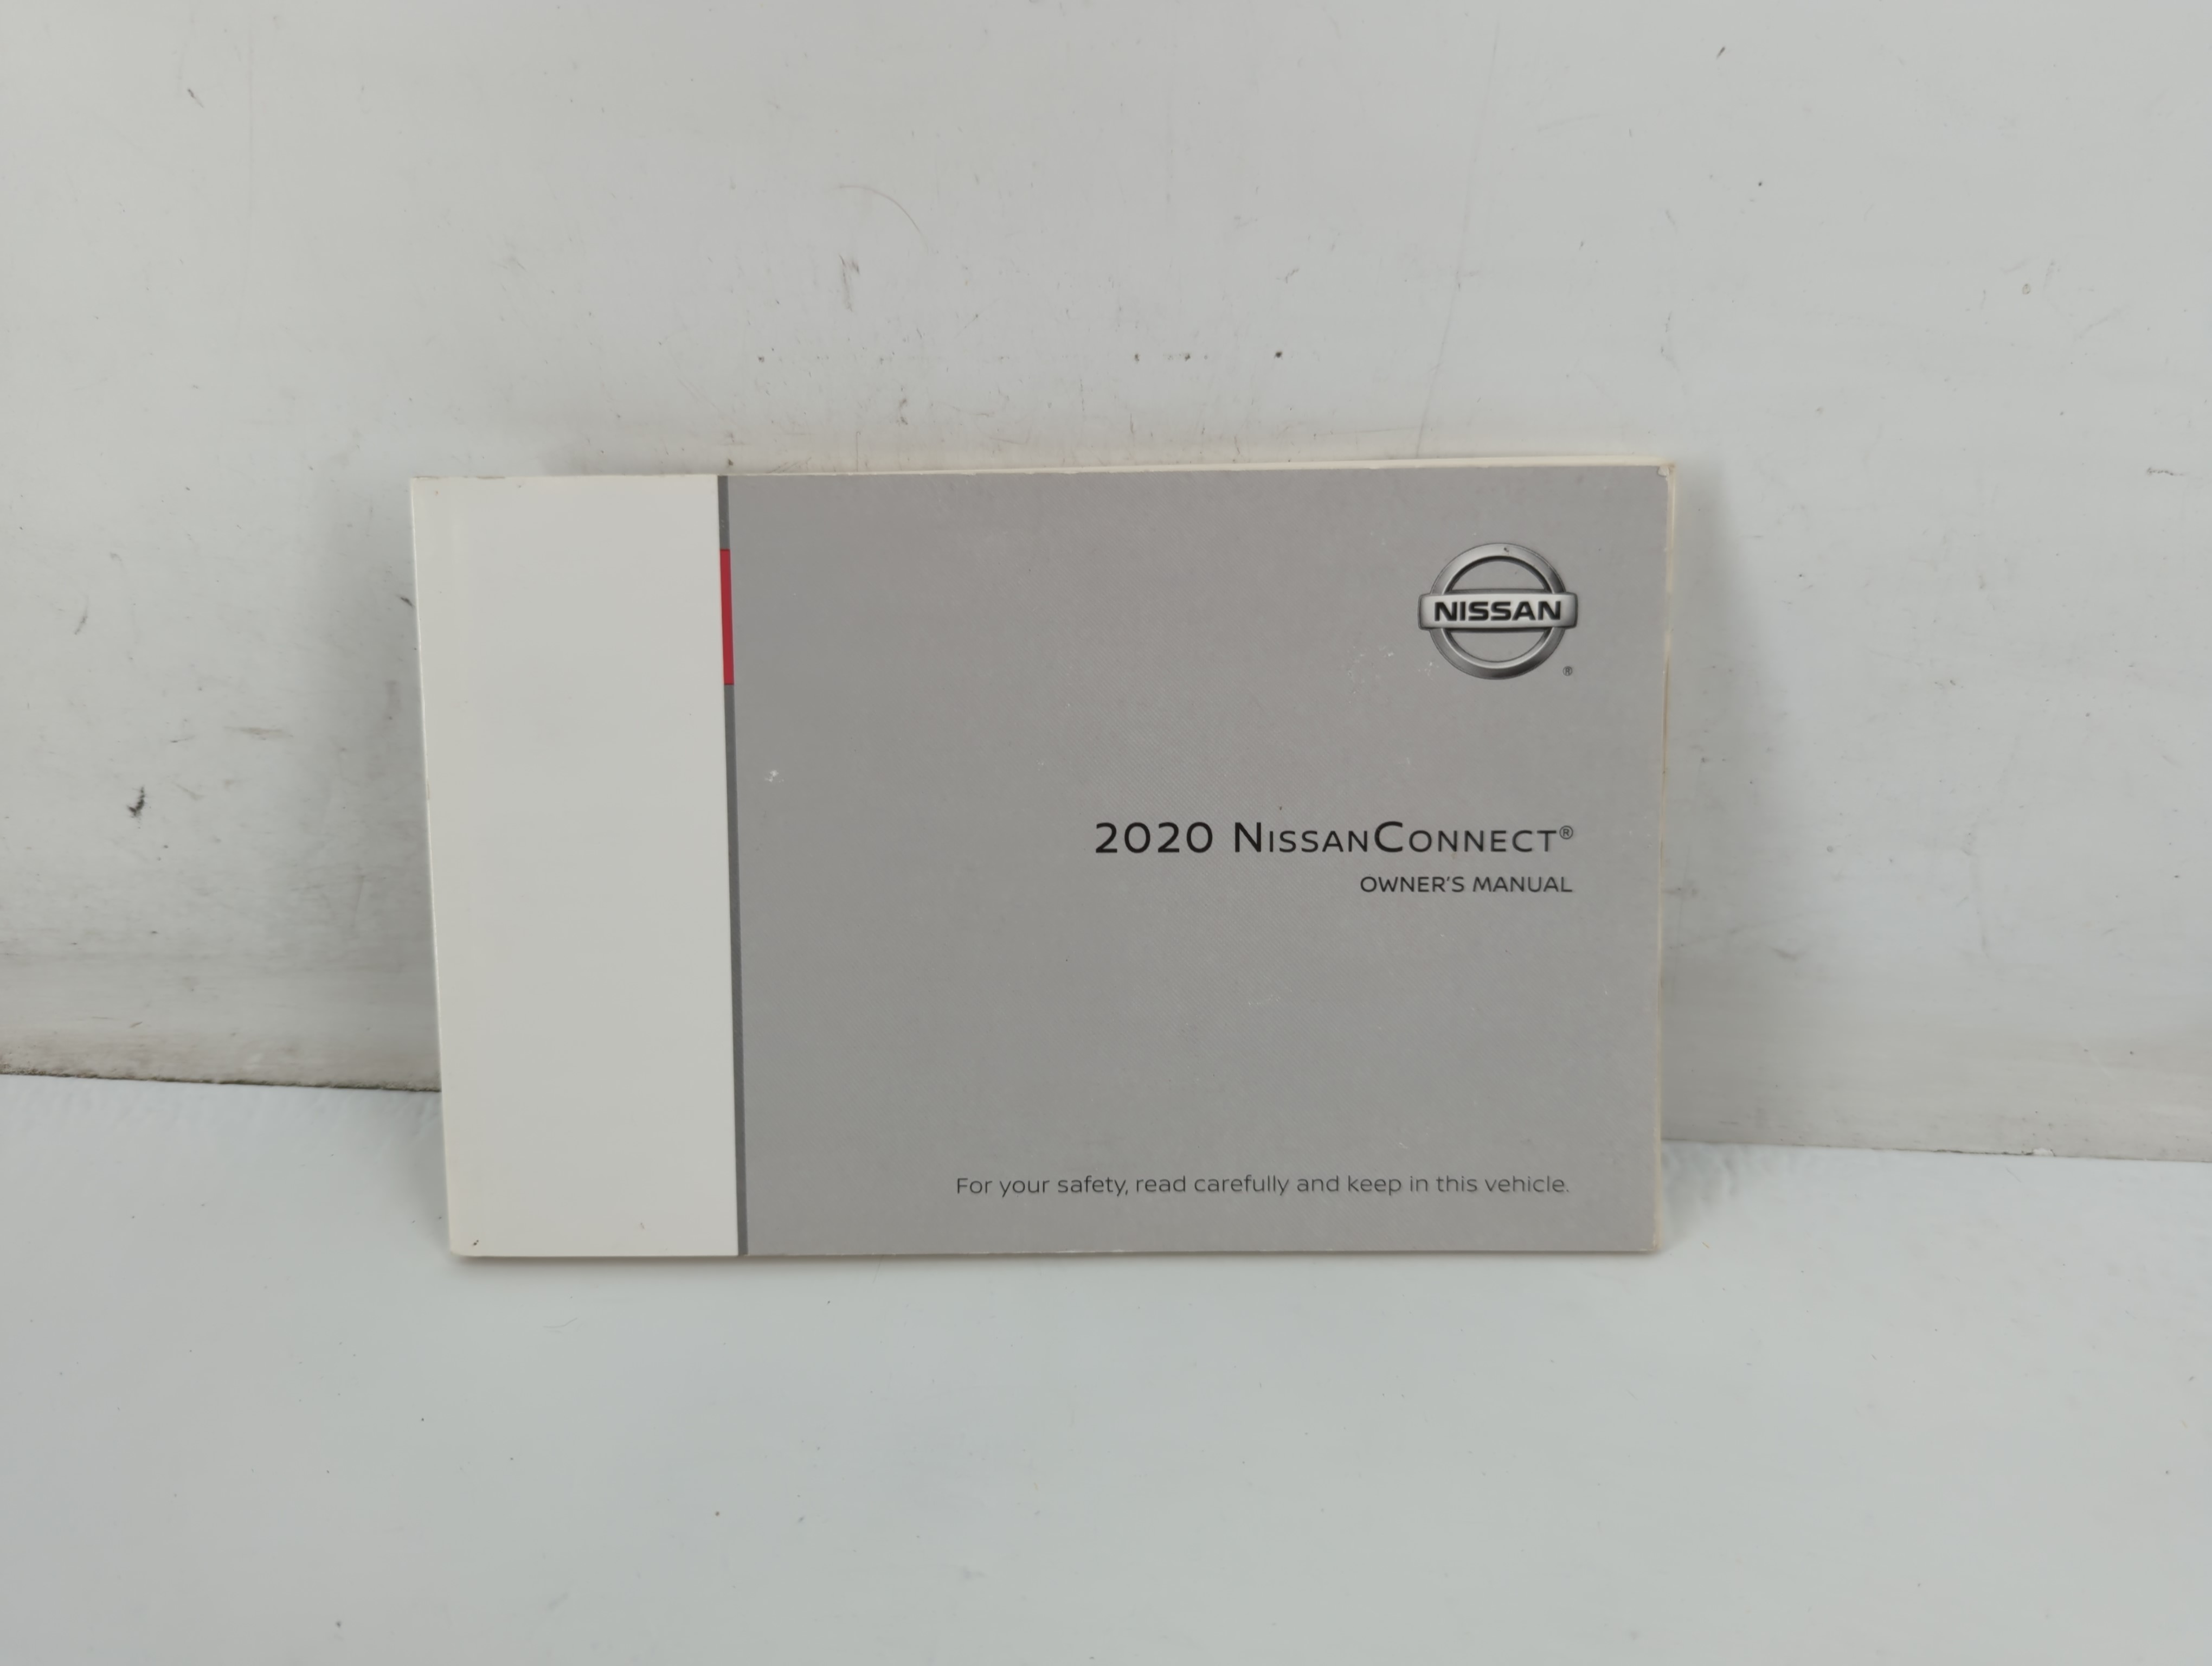 NISSAN
®
2020 NissanConnect®
OWNER'S MANUAL
For your safety, read carefully and keep in this vehicle.